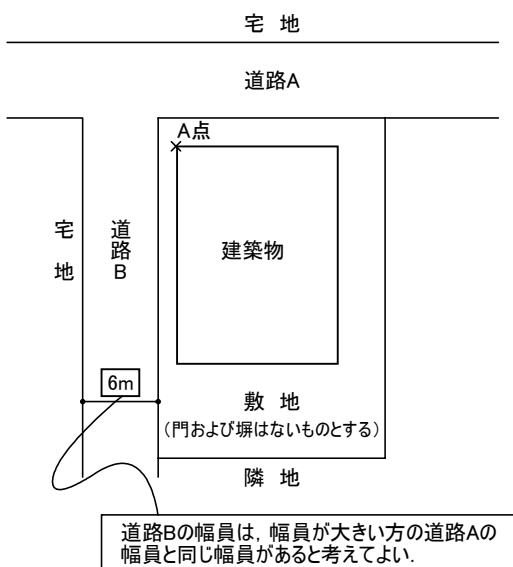 宅 地
道路A
A点
宅地
道路B
建築物
6m
敷 地
(門および塀はないものとする)
隣 地
道路Bの幅員は，幅員が大きい方の道路Aの
幅員と同じ幅員があると考えてよい．